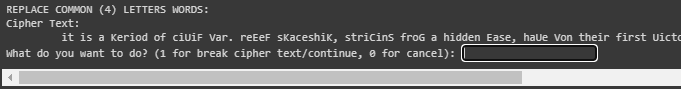 REPLACE COMMON (4) LETTERS WORDS:
Cipher Text:
it is a Keriod of ciUiF Var. reEeF sKaceshiK, striCinS froG a hidden Ease, haUe Von their first Uicto
What do you want to do? (1 for break cipher text/continue, 0 for cancel):